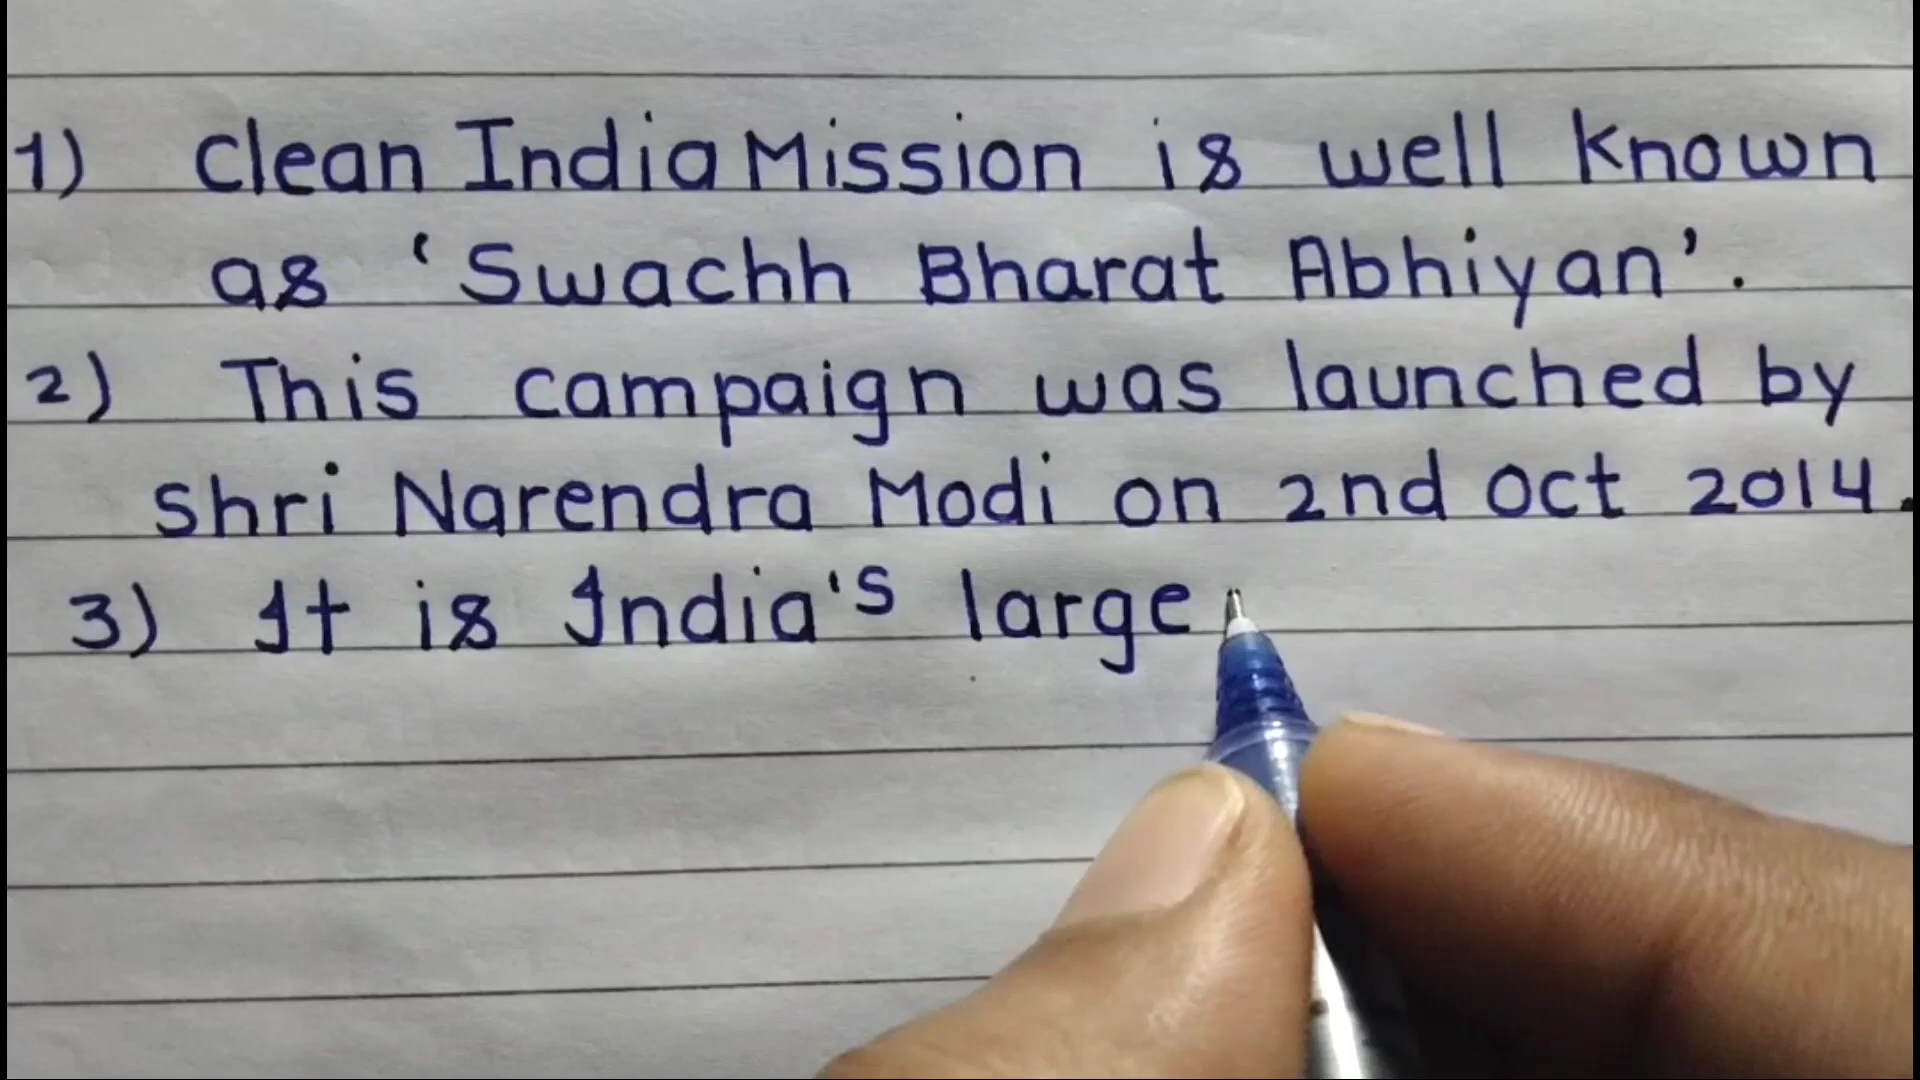 1) Clean India Mission is well known
as 'Swachh Bharat Abhiyan'.
2) This campaign was launched by
Shri Narendra Modi on 2nd Oct 2014.
3) It is India's large